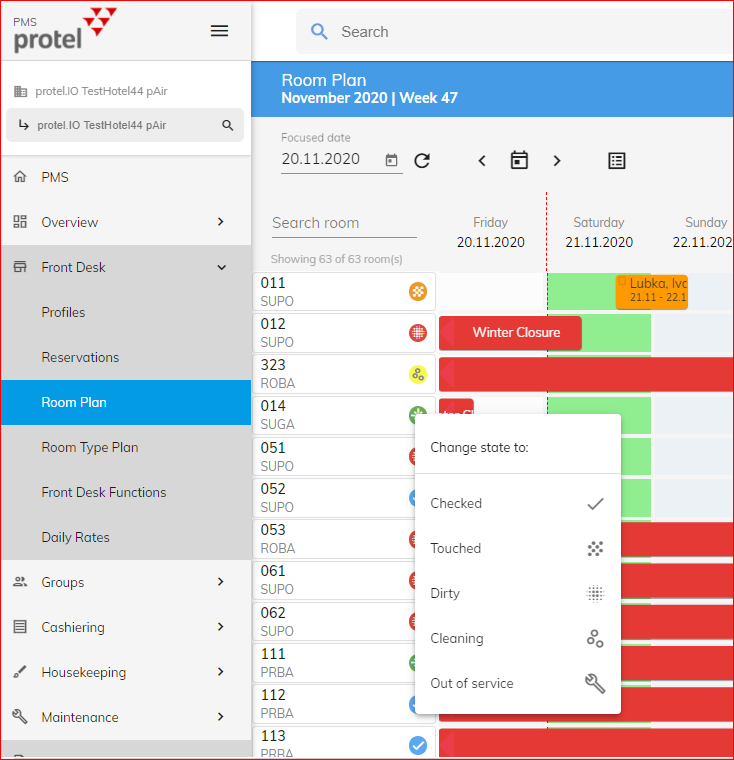 PMS
protel
Search
protel.IO TestHotel44 pAir
protel.IO TestHotel44 pAir
PMS
Overview
Front Desk
Profiles
Reservations
Room Plan
Room Type Plan
Front Desk Functions
Daily Rates
Groups
Cashiering
Housekeeping
Maintenance
Room Plan
November 2020 | Week 47
Focused date
20.11.2020
Search room
Showing 63 of 63 room(s)
Friday
20.11.2020
Saturday
21.11.2020
Sunday
22.11.202
011
SUPO
Lubka, Ivc
21.11 - 22.1
012
SUPO
Winter Closure
323
ROBA
014
SUGA
051
SUPO
052
SUPO
053
ROBA
061
SUPO
062
SUPO
111
PRBA
112
PRBA
113
PRBA
Change state to:
Checked
Touched
Dirty
Cleaning
Out of service